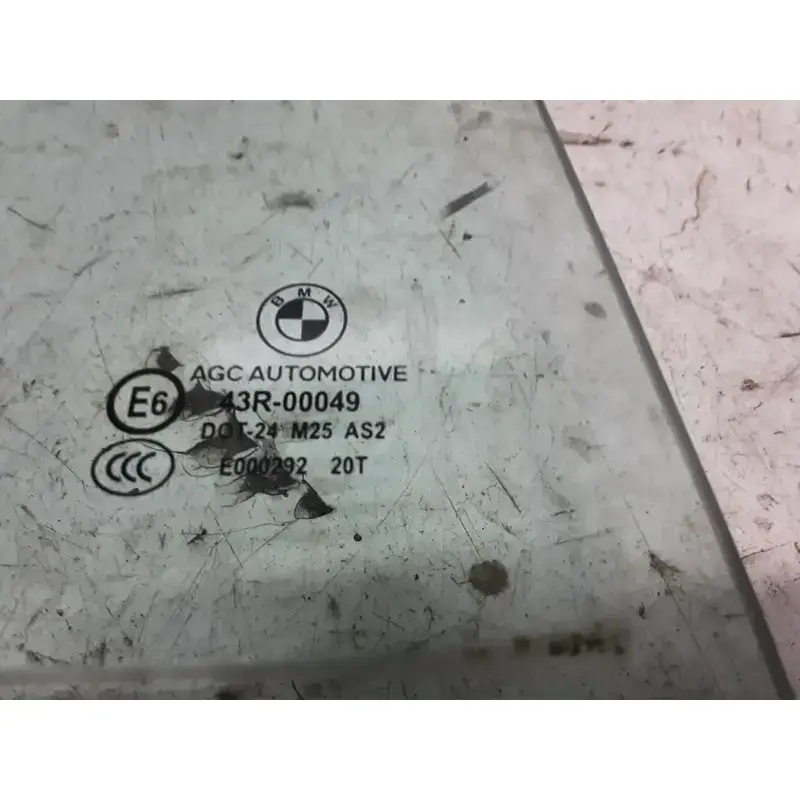 BMW
AGC AUTOMOTIVE
E6 43R-00049
DOT-24 M25 AS2
CCC E000292 20T